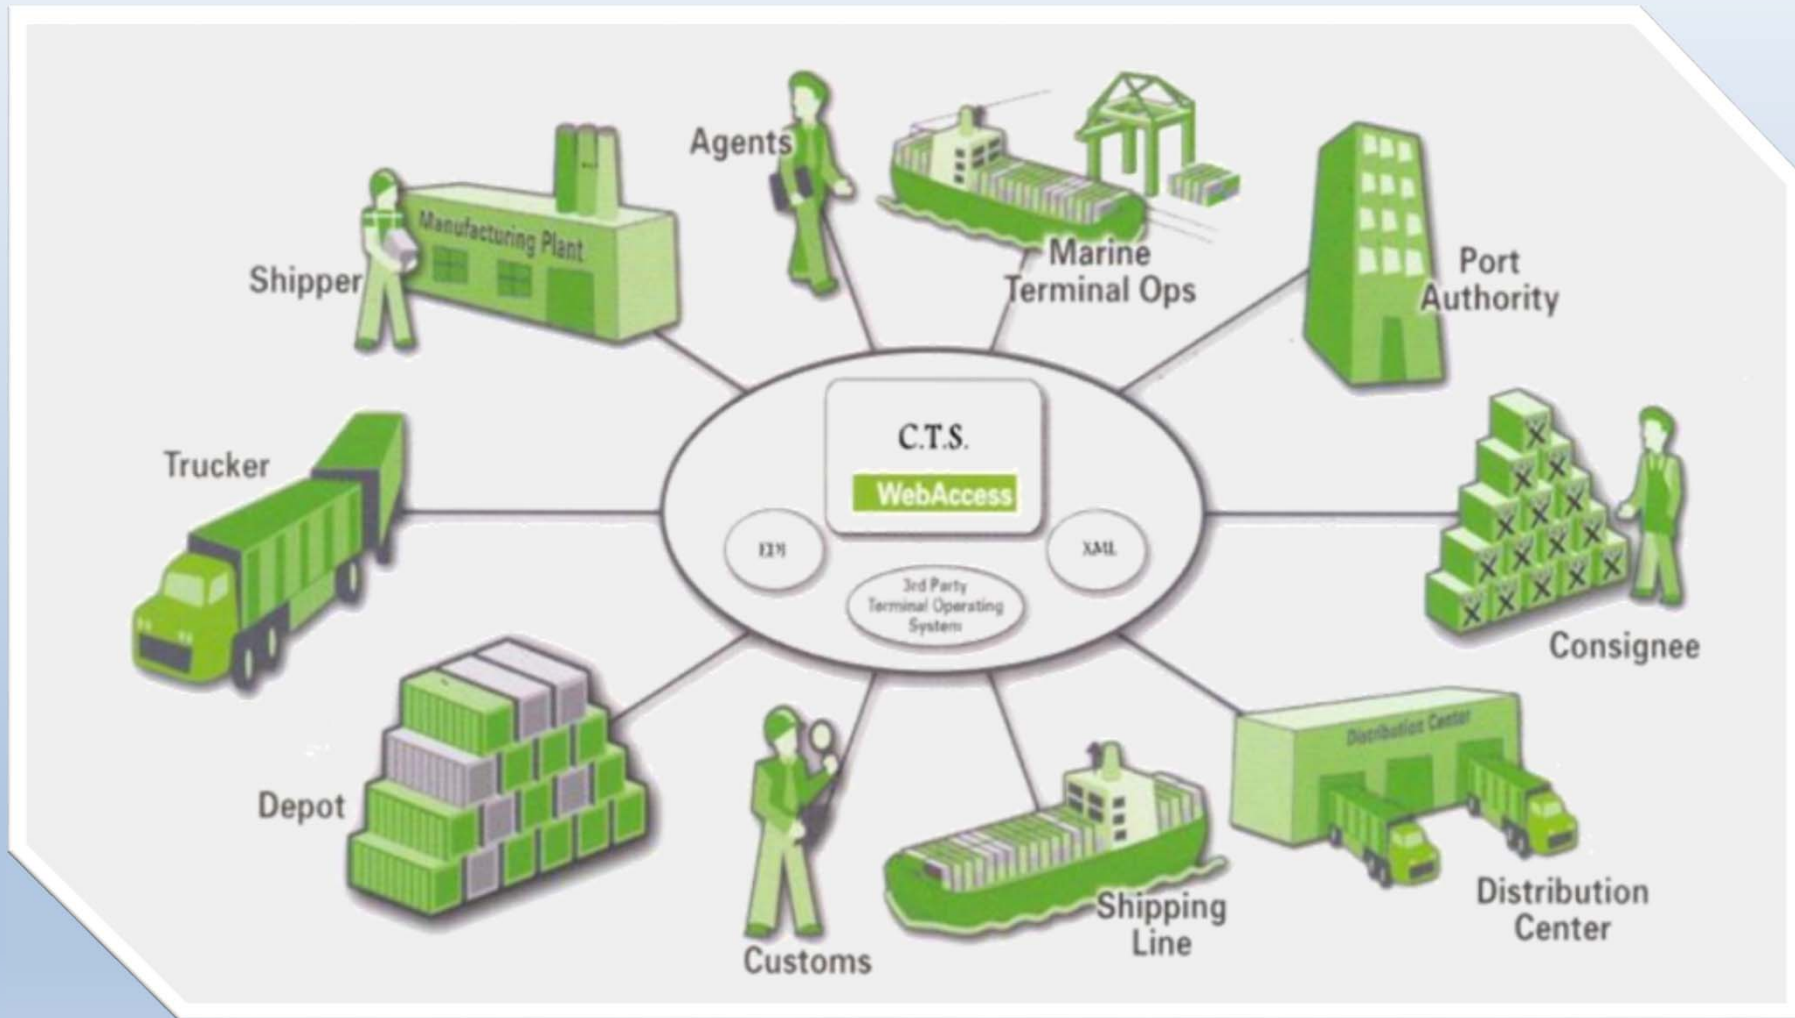 Agents
Marine
Terminal Ops
Manufacturing Plant
Shipper
Port
Authority
Trucker
C.T.S.
WebAccess
EDI
XML
3rd Party
Terminal Operating
System
Consignee
Depot
Distribution Center
Distribution
Center
Shipping
Line
Customs